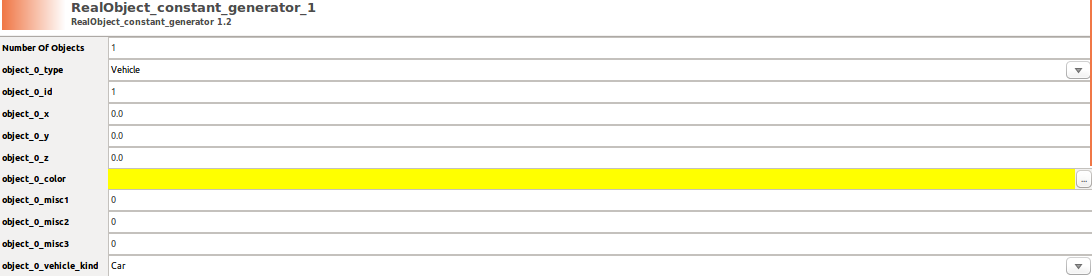 RealObject_constant_generator_1
RealObject_constant_generator 1.2
Number Of Objects 1
object_0_type Vehicle
object_0_id 1
object_0_x 0.0
object_0_y 0.0
object_0_z 0.0
object_0_color ...
object_0_misc1 0
object_0_misc2 0
object_0_misc3 0
object_0_vehicle_kind Car